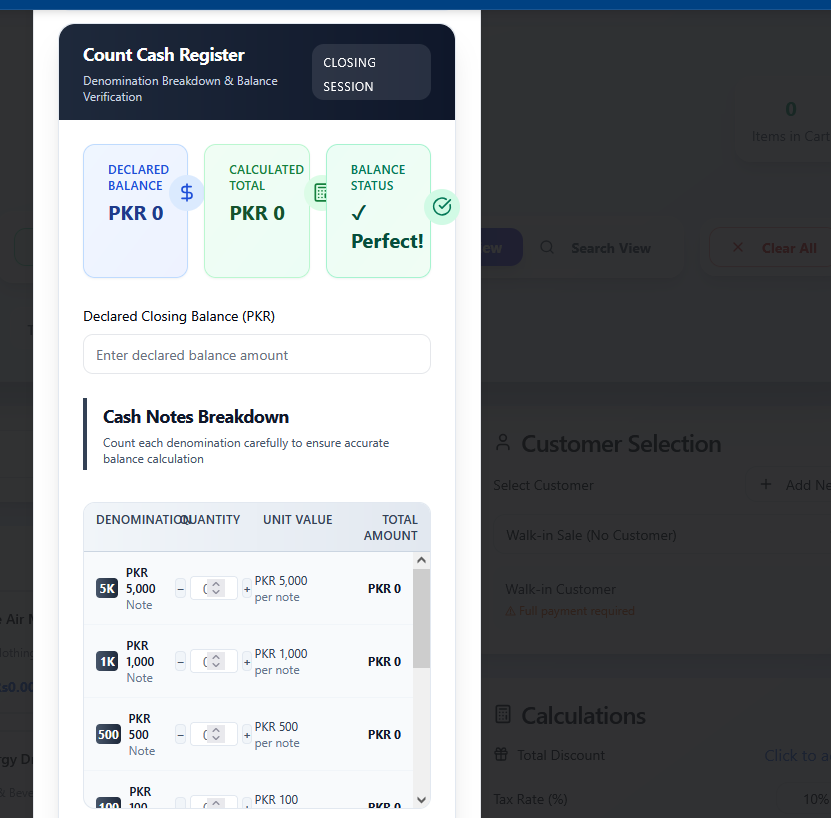 Count Cash Register
Denomination Breakdown & Balance
Verification
CLOSING
SESSION
DECLARED
BALANCE
PKR 0
CALCULATED
TOTAL
PKR 0
BALANCE
STATUS
✓
Perfect!
Declared Closing Balance (PKR)
Enter declared balance amount
Cash Notes Breakdown
Count each denomination carefully to ensure accurate
balance calculation
DENOMINATION QUANTITY UNIT VALUE TOTAL
AMOUNT
5K PKR
5,000
Note
− 0 +
PKR 5,000
per note
PKR 0
1K PKR
1,000
Note
− 0 +
PKR 1,000
per note
PKR 0
500 PKR
500
Note
− 0 +
PKR 500
per note
PKR 0
100 PKR
100
PKR 100
PKR 0
0
Items in Cart
Search View
Clear All
Customer Selection
Select Customer
+ Add
Walk-in Sale (No Customer)
Walk-in Customer
⚠ Full payment required
Calculations
Total Discount
Click to
Tax Rate (%)
10%